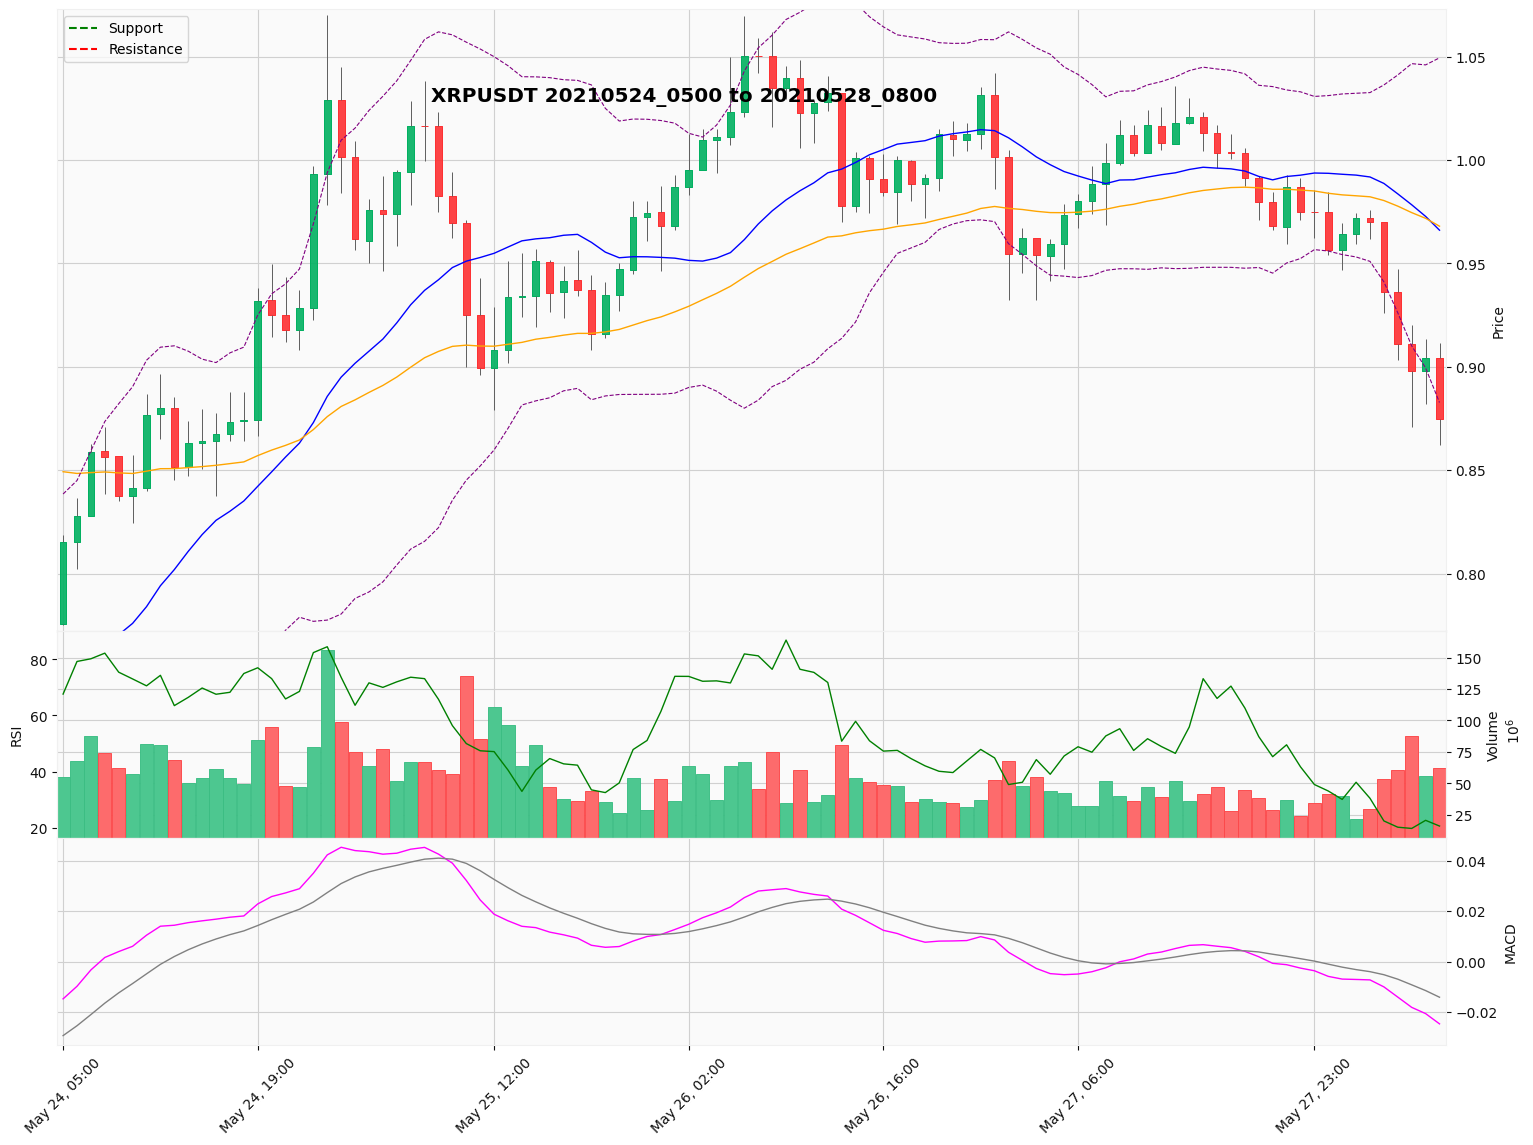 Support
Resistance
XRPUSDT 20210524_0500 to 20210528_0800
1.05
1.00
0.95
0.90
0.85
0.80
Price
80
60
40
20
RSI
150
125
100
75
50
25
Volume
10^6
0.04
0.02
0.00
−0.02
MACD
May 24, 05:00
May 24, 19:00
May 25, 12:00
May 26, 02:00
May 26, 16:00
May 27, 06:00
May 27, 23:00